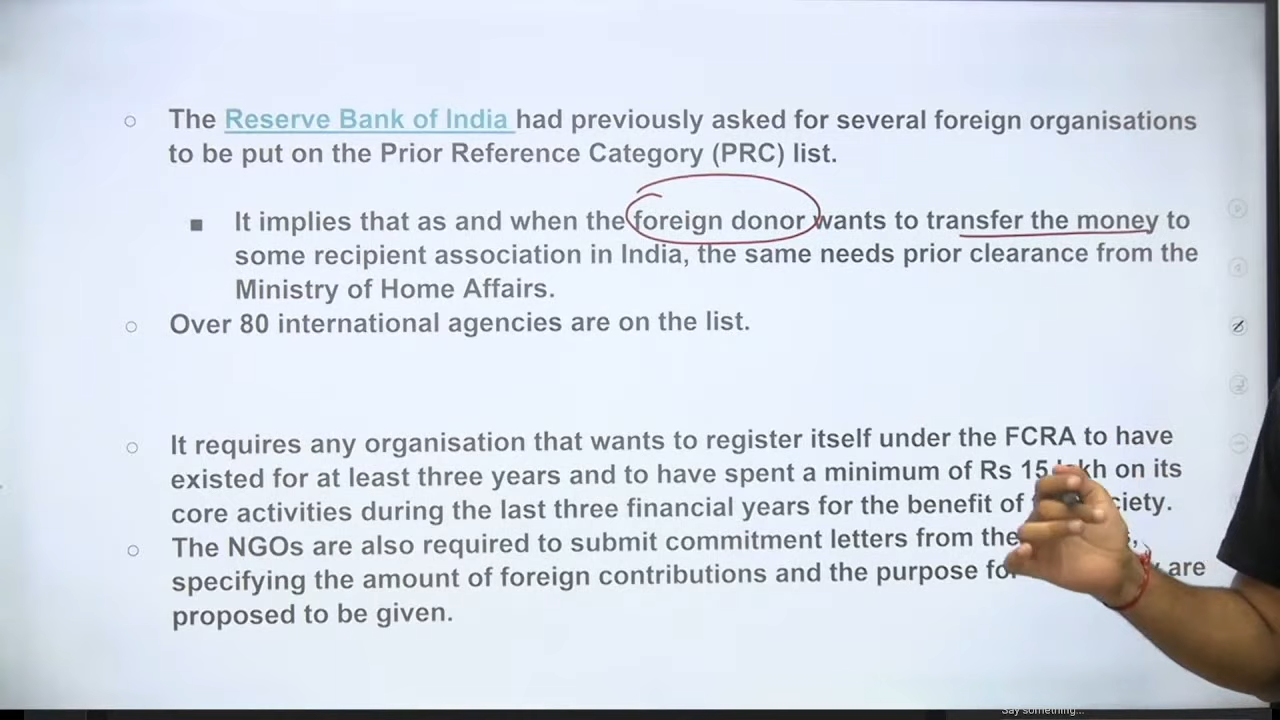 The Reserve Bank of India had previously asked for several foreign organisations
to be put on the Prior Reference Category (PRC) list.
It implies that as and when the foreign donor wants to transfer the money to
some recipient association in India, the same needs prior clearance from the
Ministry of Home Affairs.
Over 80 international agencies are on the list.
It requires any organisation that wants to register itself under the FCRA to have
existed for at least three years and to have spent a minimum of Rs 15 lakh on its
core activities during the last three financial years for the benefit of
The NGOs are also required to submit commitment letters from the
specifying the amount of foreign contributions and the purpose are
proposed to be given.
Say something...